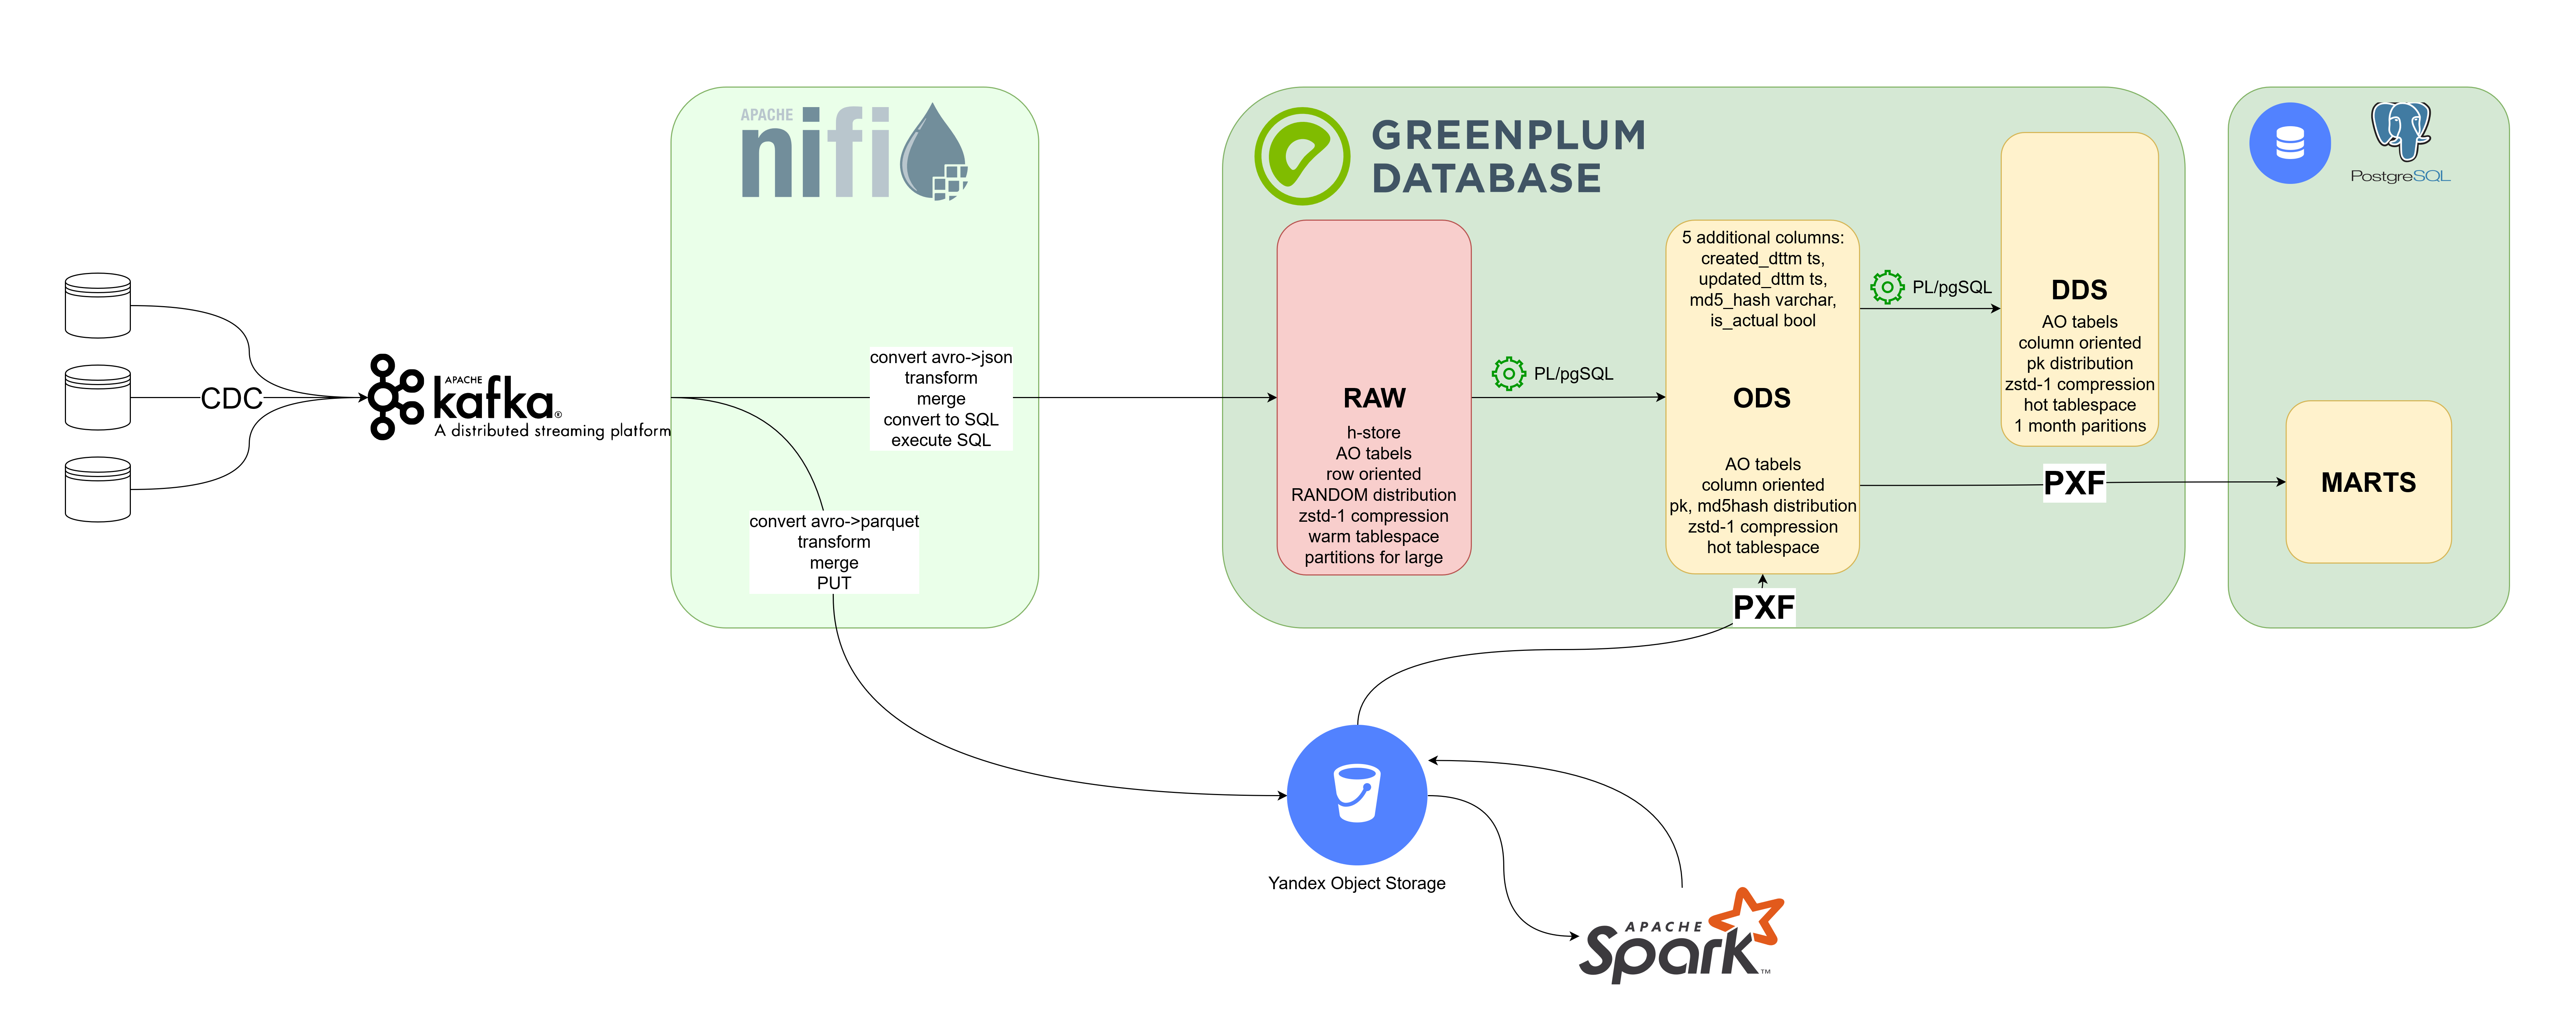 APACHE
nifi
GREENPLUM
DATABASE
PostgreSQL
CDC
APACHE
kafka®
A distributed streaming platform
convert avro->json
transform
merge
convert to SQL
execute SQL
convert avro->parquet
transform
merge
PUT
RAW
h-store
AO tabels
row oriented
RANDOM distribution
zstd-1 compression
warm tablespace
partitions for large
PL/pgSQL
5 additional columns:
created_dttm ts,
updated_dttm ts,
md5_hash varchar,
is_actual bool
ODS
AO tabels
column oriented
pk, md5hash distribution
zstd-1 compression
hot tablespace
PL/pgSQL
DDS
AO tabels
column oriented
pk distribution
zstd-1 compression
hot tablespace
1 month paritions
PXF
MARTS
PXF
Yandex Object Storage
APACHE
Spark™